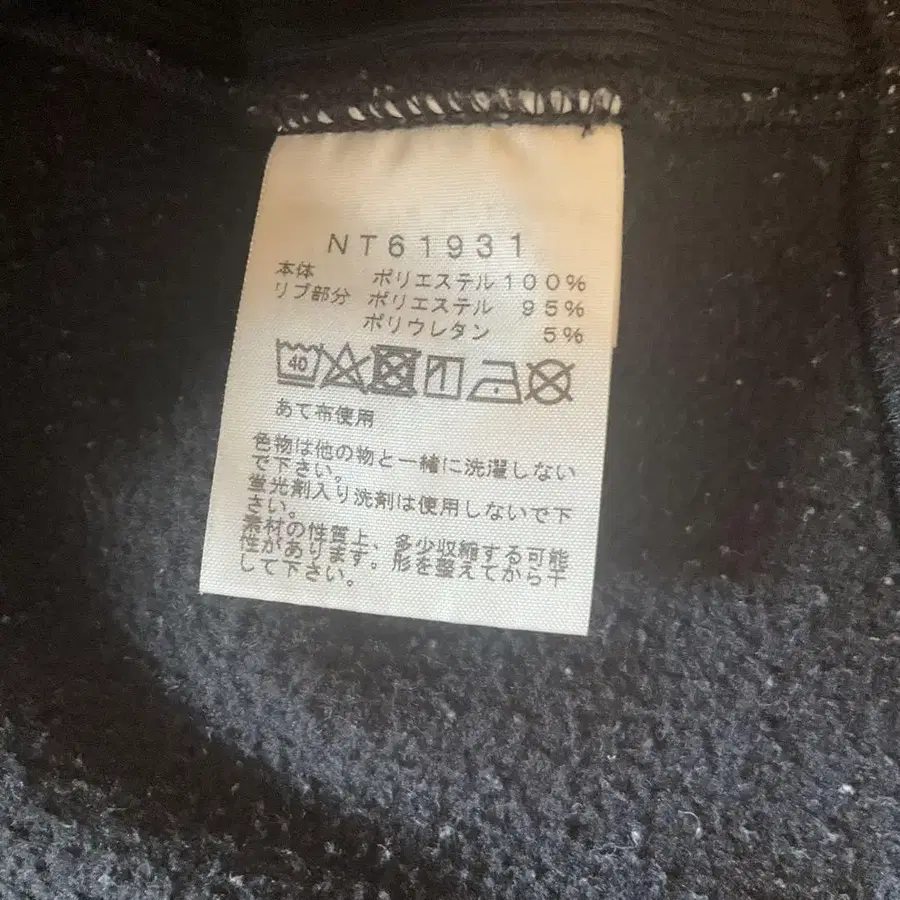 NT61931
本体 ポリエステル100%
リブ部分 ポリエステル 95%
ポリウレタン 5%
40
あて布使用
色物は他の物と一緒に洗濯しない
で下さい。
蛍光剤入り洗剤は使用しないで下
さい。
素材の性質上、多少収縮する可能
性があります。形を整えてから干
して下さい。